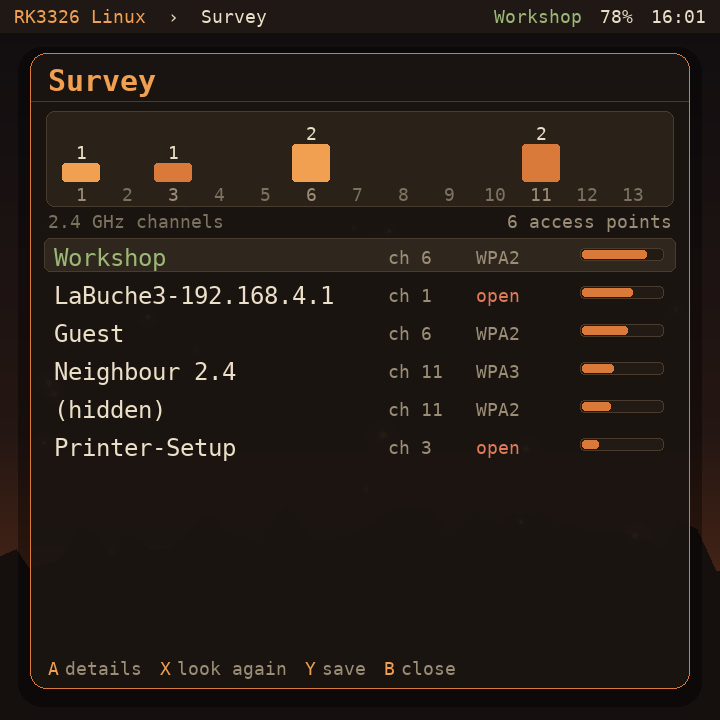 RK3326 Linux › Survey Workshop 78% 16:01
Survey
1 1 2 2
1 2 3 4 5 6 7 8 9 10 11 12 13
2.4 GHz channels 6 access points
Workshop ch 6 WPA2
LaBuche3-192.168.4.1 ch 1 open
Guest ch 6 WPA2
Neighbour 2.4 ch 11 WPA3
(hidden) ch 11 WPA2
Printer-Setup ch 3 open
A details X look again Y save B close